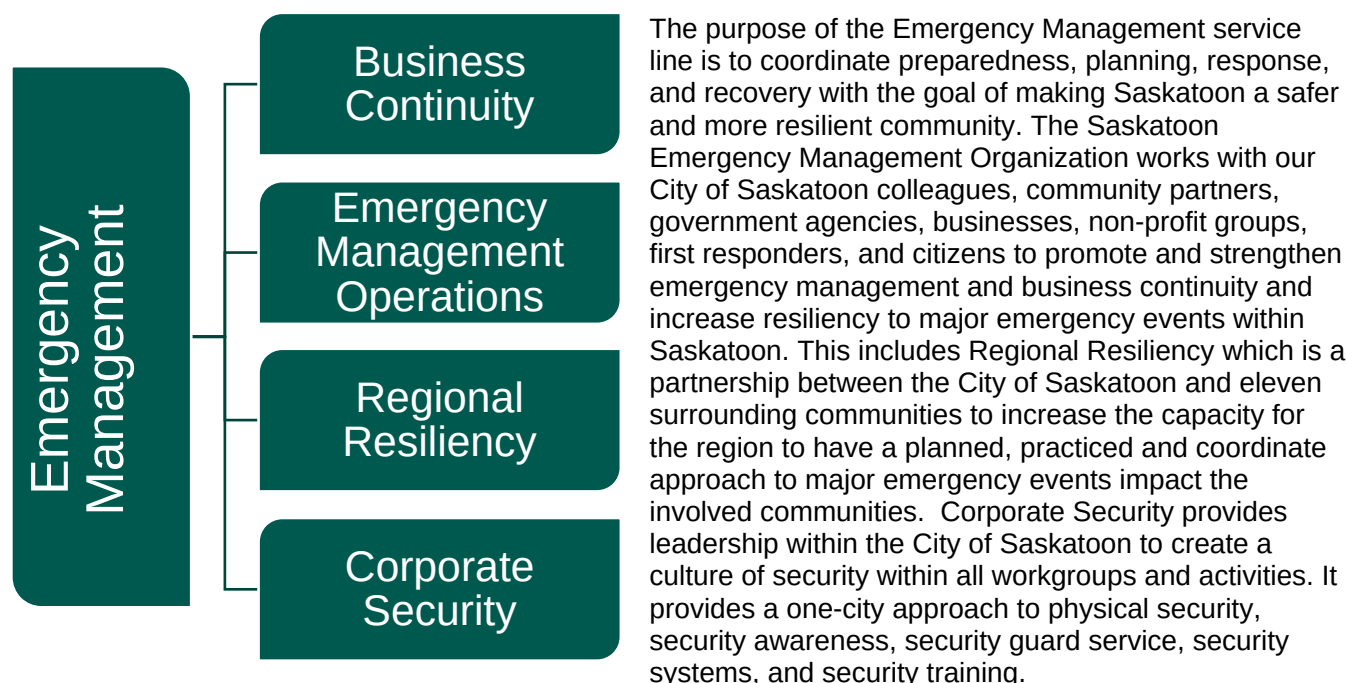 Emergency
Management
Business
Continuity
Emergency
Management
Operations
Regional
Resiliency
Corporate
Security
The purpose of the Emergency Management service
line is to coordinate preparedness, planning, response,
and recovery with the goal of making Saskatoon a safer
and more resilient community. The Saskatoon
Emergency Management Organization works with our
City of Saskatoon colleagues, community partners,
government agencies, businesses, non-profit groups,
first responders, and citizens to promote and strengthen
emergency management and business continuity and
increase resiliency to major emergency events within
Saskatoon. This includes Regional Resiliency which is a
partnership between the City of Saskatoon and eleven
surrounding communities to increase the capacity for
the region to have a planned, practiced and coordinate
approach to major emergency events impact the
involved communities.  Corporate Security provides
leadership within the City of Saskatoon to create a
culture of security within all workgroups and activities. It
provides a one-city approach to physical security,
security awareness, security guard service, security
systems, and security training.